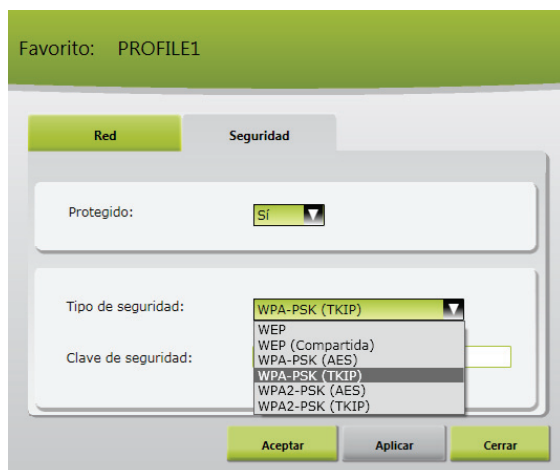 Favorito: PROFILE1
Red
Seguridad
Protegido:
Sí
Tipo de seguridad:
WPA-PSK (TKIP)
WEP
WEP (Compartida)
Clave de seguridad:
WPA-PSK (AES)
WPA-PSK (TKIP)
WPA2-PSK (AES)
WPA2-PSK (TKIP)
Aceptar
Aplicar
Cerrar